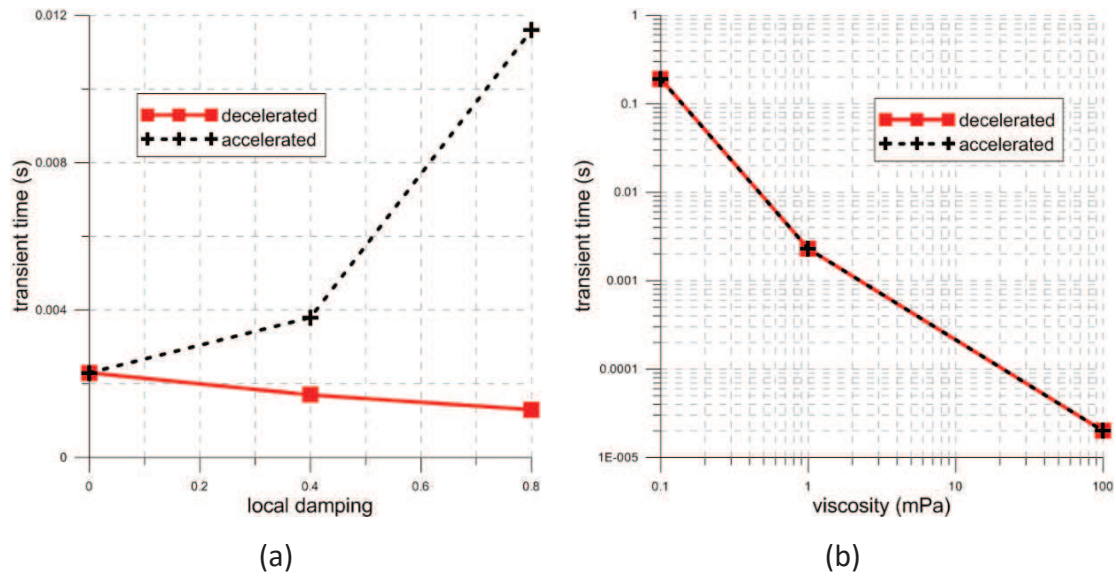 0.012
0.008
0.004
0
transient time (s)
decelerated
accelerated
0 0.2 0.4 0.6 0.8
local damping
(a)
1
0.1
0.01
0.001
0.0001
1E-005
transient time (s)
decelerated
accelerated
0.1 1 10 100
viscosity (mPa)
(b)